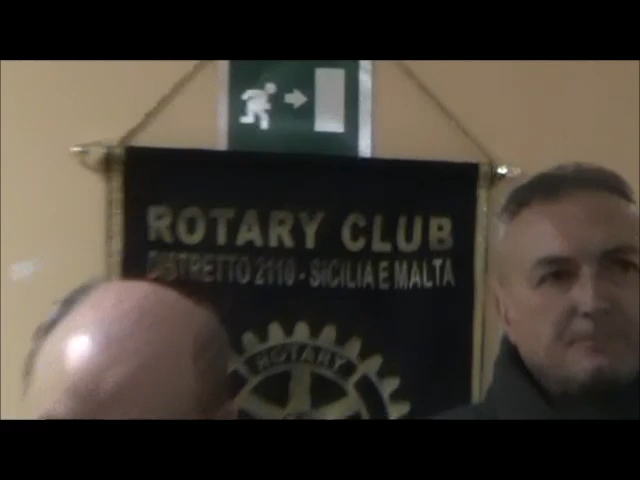 ROTARY CLUB
DISTRETTO 2110 - SICILIA E MALTA
ROTARY